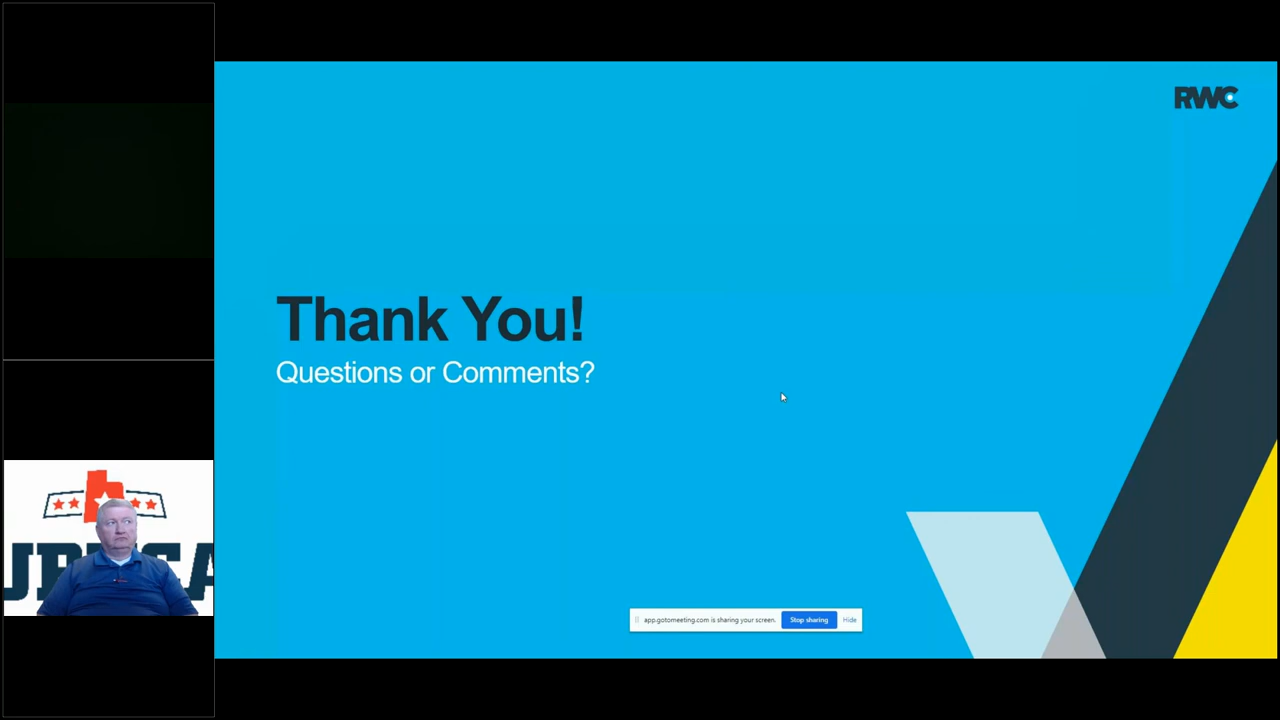 RWC
Thank You!
Questions or Comments?
app.gotomeeting.com is sharing your screen.
Stop sharing
Hide